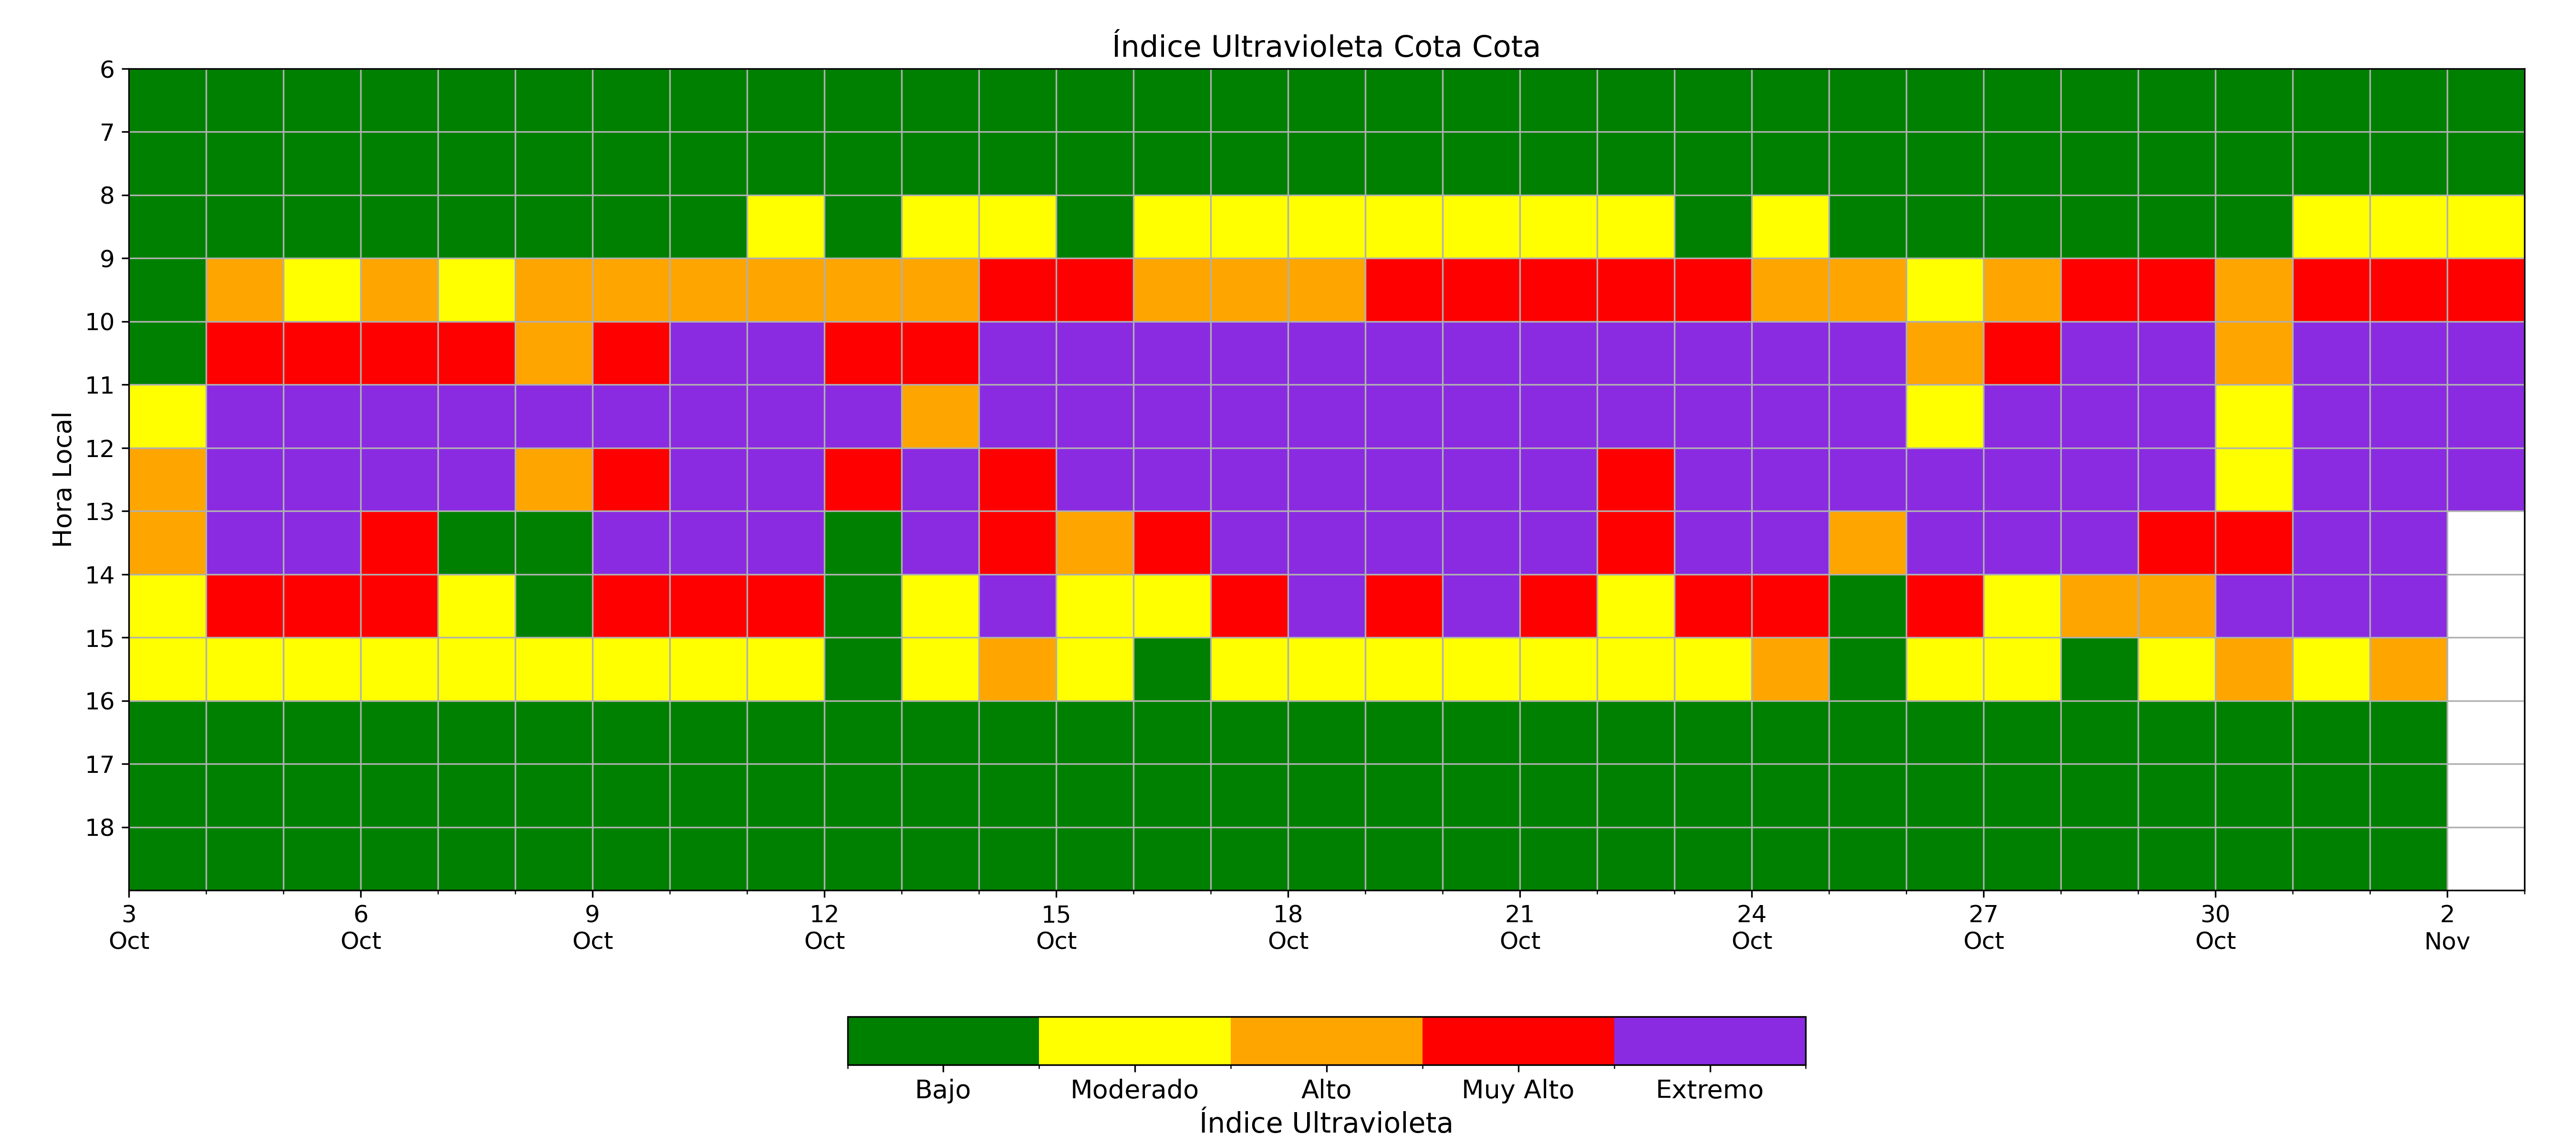 Índice Ultravioleta Cota Cota
6
7
8
9
10
11
12
13
14
15
16
17
18
Hora Local
3 6 9 12 15 18 21 24 27 30 2
Oct Oct Oct Oct Oct Oct Oct Oct Oct Oct Nov
Bajo Moderado Alto Muy Alto Extremo
Índice Ultravioleta